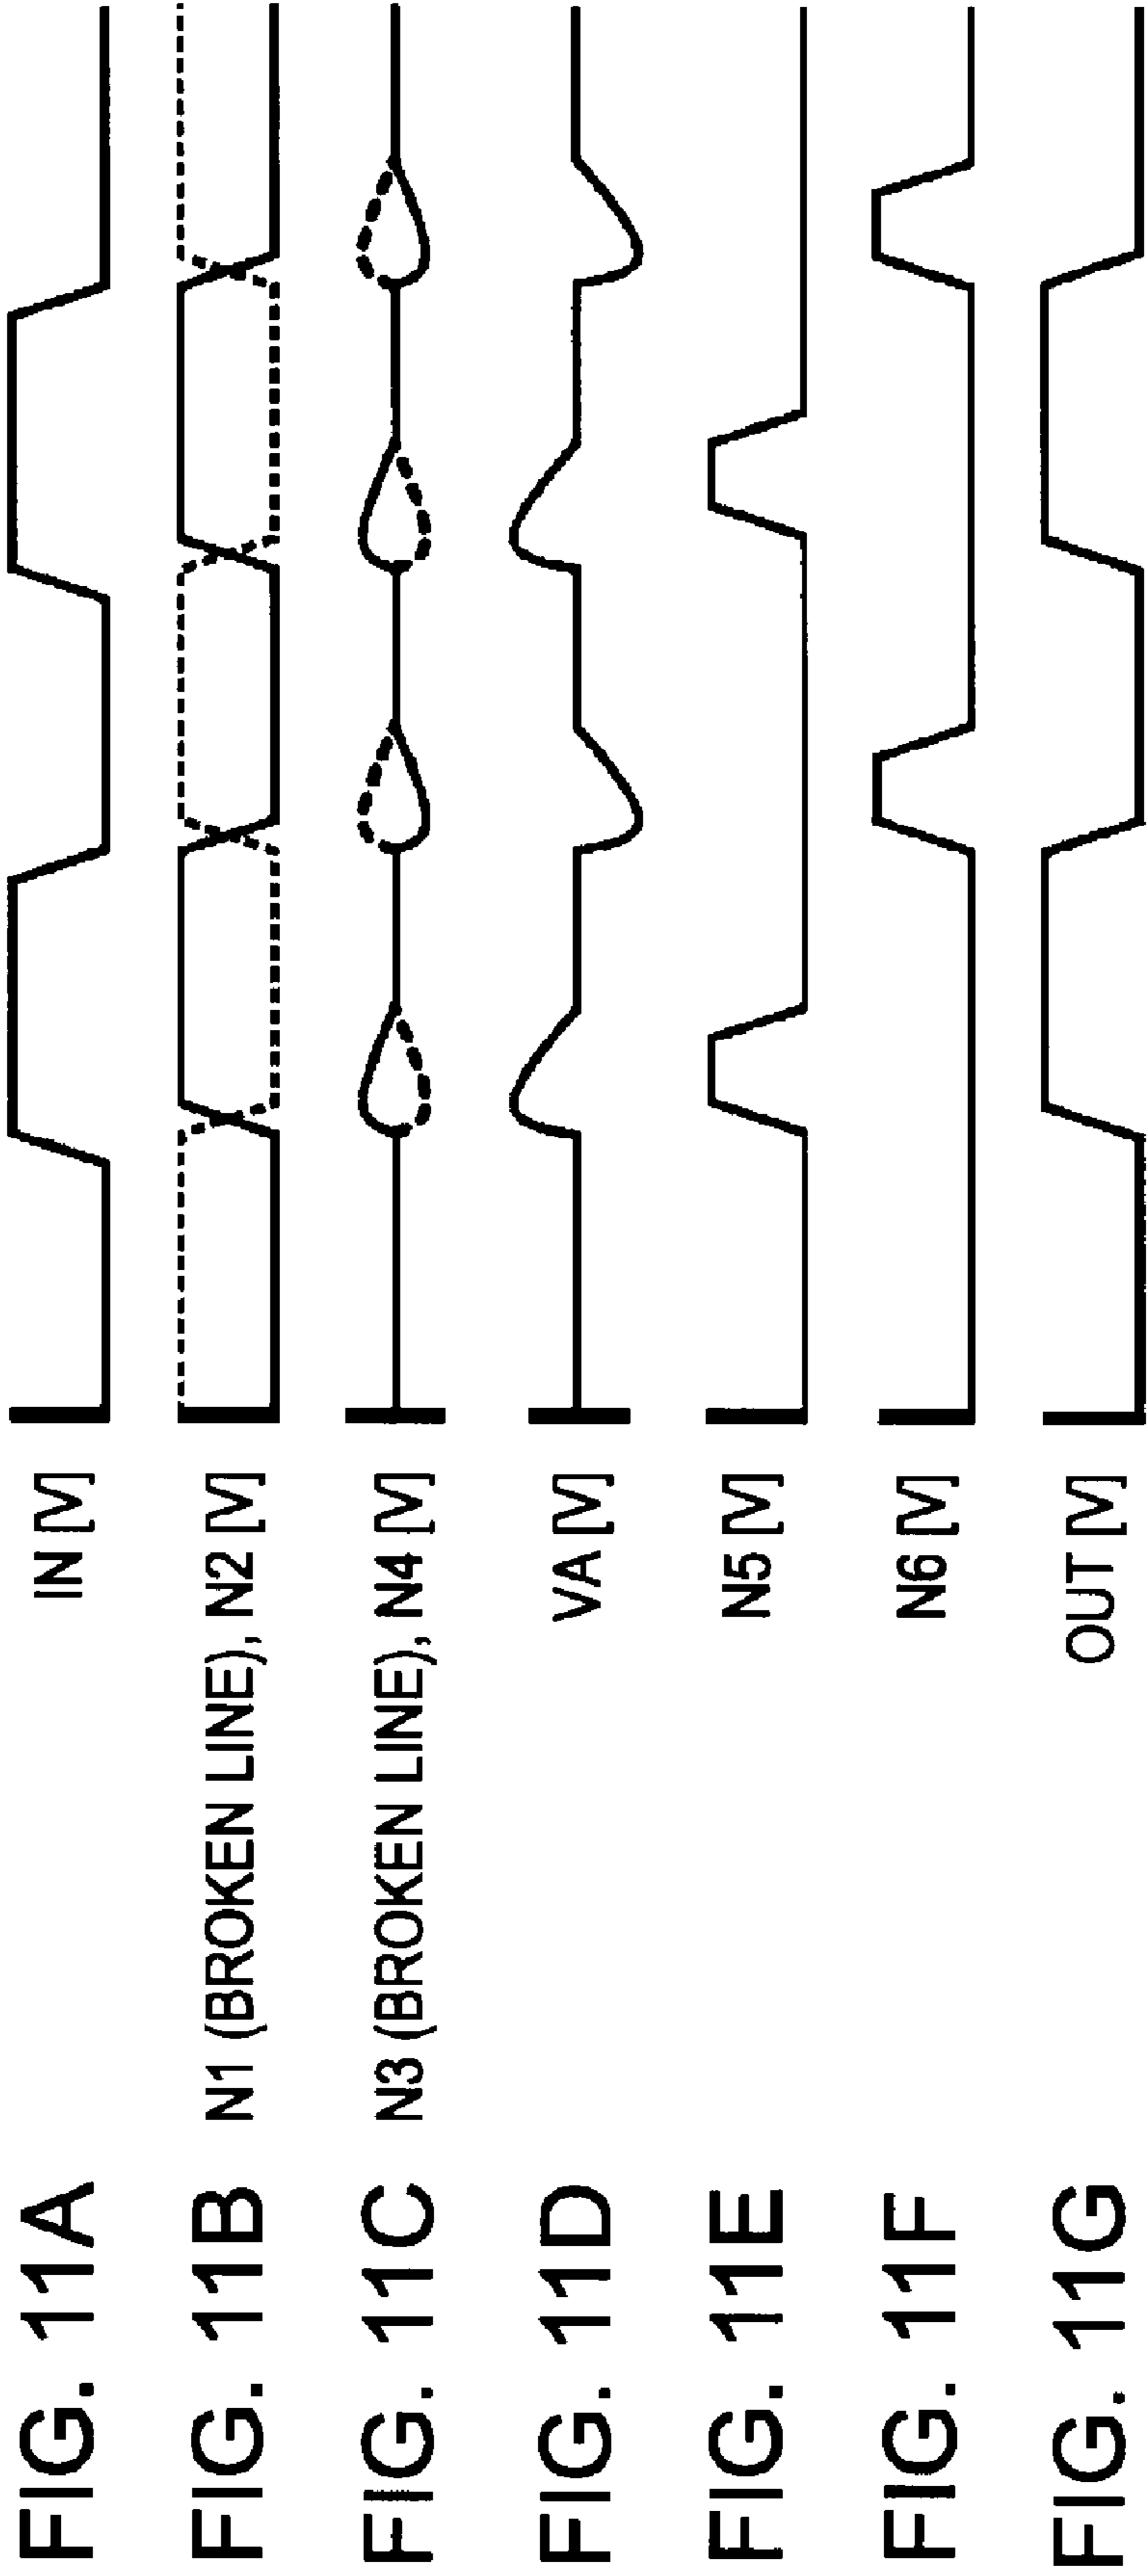 FIG. 11A IN [V]
FIG. 11B N1 (BROKEN LINE), N2 [V]
FIG. 11C N3 (BROKEN LINE), N4 [V]
FIG. 11D VA [V]
FIG. 11E N5 [V]
FIG. 11F N6 [V]
FIG. 11G OUT [V]